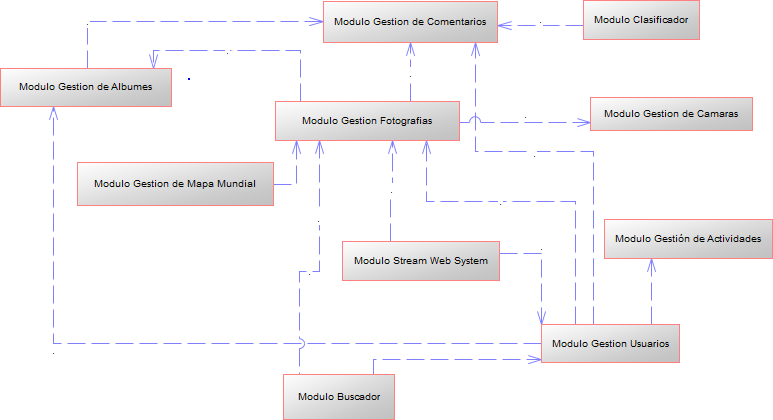 Modulo Gestion de Comentarios
Modulo Clasificador
Modulo Gestion de Albumes
Modulo Gestion Fotografias
Modulo Gestion de Camaras
Modulo Gestion de Mapa Mundial
Modulo Gestión de Actividades
Modulo Stream Web System
Modulo Gestion Usuarios
Modulo Buscador